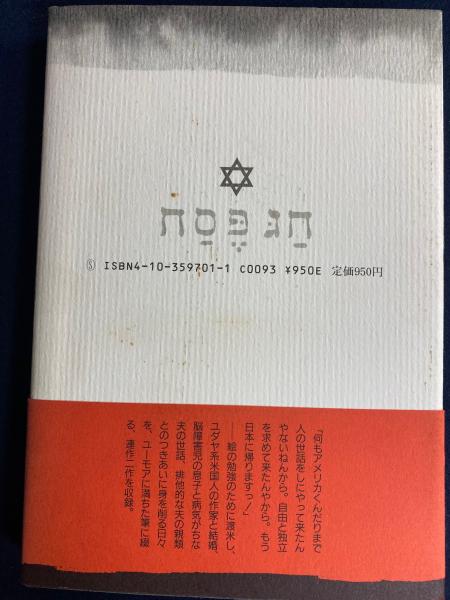 חַג פֶּסַח
Ⓢ ISBN4-10-359701-1 C0093 ¥950E 定価950円
「何もアメリカくんだりまで
人の世話をしにやって来たん
やないねんから。自由と独立
を求めて来たんやから。もう
日本に帰りますっ！」
──絵の勉強のために渡米し、
ユダヤ系米国人の作家と結婚、
脳障害児の息子と病気がちな
夫の世話、排他的な夫の親類
とのつきあいに身を削る日々
を、ユーモアに満ちた筆に綴
る、連作二作を収録。